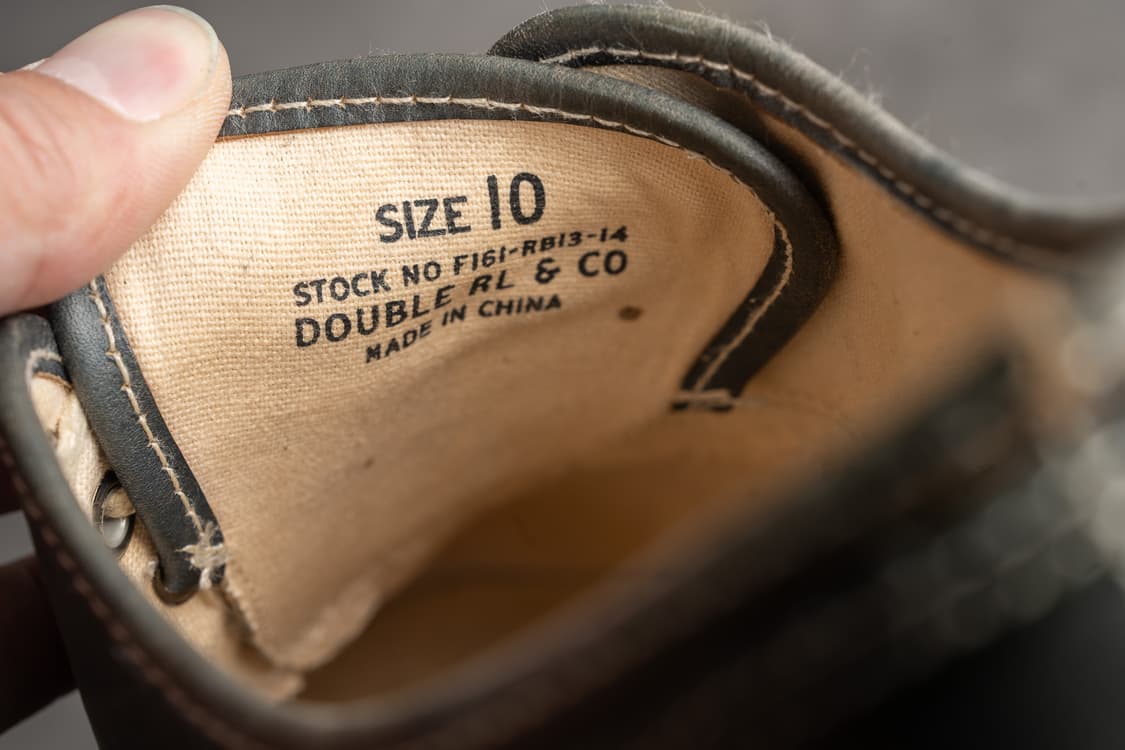 SIZE 10
STOCK NO F161-RB13-14
DOUBLE RL & CO
MADE IN CHINA